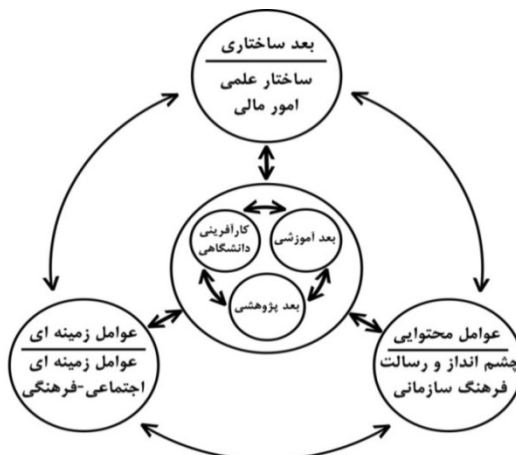 بعد ساختاری
ساختار علمی
امور مالی
کارآفرینی
دانشگاهی
بعد آموزشی
بعد پژوهشی
عوامل زمینه ای
عوامل زمینه ای
اجتماعی-فرهنگی
عوامل محتوایی
چشم انداز و رسالت
فرهنگ سازمانی